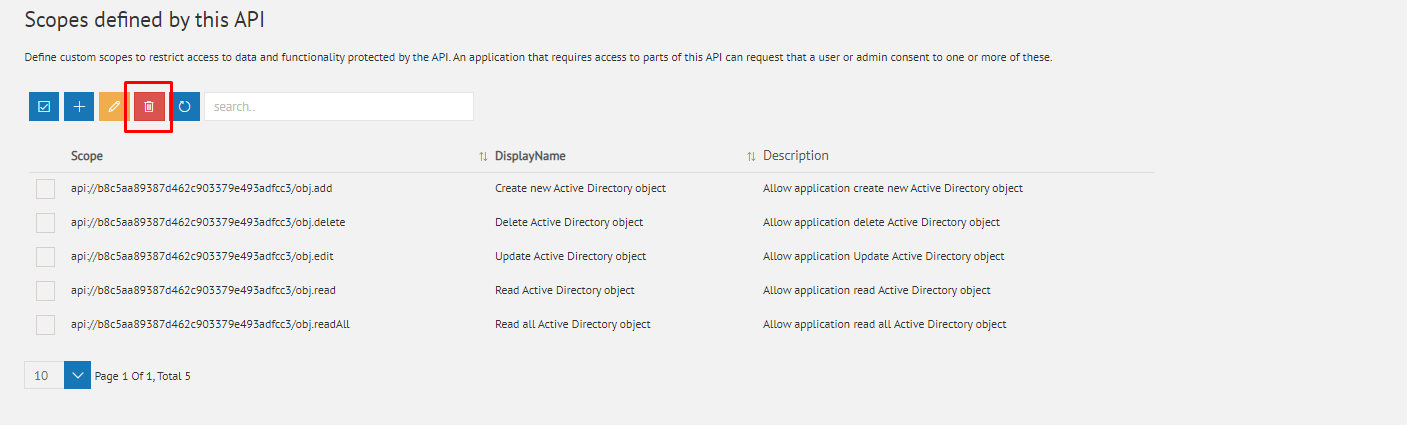 Scopes defined by this API
Define custom scopes to restrict access to data and functionality protected by the API. An application that requires access to parts of this API can request that a user or admin consent to one or more of these.
search..
Scope DisplayName Description
api://b8c5aa89387d462c903379e493adfcc3/obj.add Create new Active Directory object Allow application create new Active Directory object
api://b8c5aa89387d462c903379e493adfcc3/obj.delete Delete Active Directory object Allow application delete Active Directory object
api://b8c5aa89387d462c903379e493adfcc3/obj.edit Update Active Directory object Allow application Update Active Directory object
api://b8c5aa89387d462c903379e493adfcc3/obj.read Read Active Directory object Allow application read Active Directory object
api://b8c5aa89387d462c903379e493adfcc3/obj.readAll Read all Active Directory object Allow application read all Active Directory object
10 Page 1 Of 1, Total 5